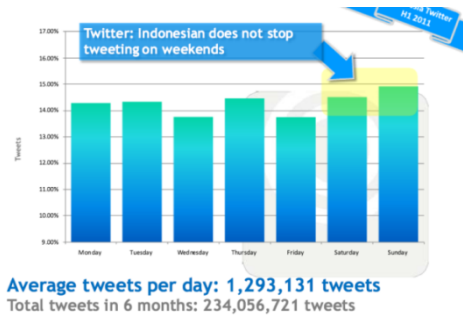 Twitter
H1 2011
Twitter: Indonesian does not stop
tweeting on weekends
17.00%
16.00%
15.00%
14.00%
13.00%
12.00%
11.00%
10.00%
9.00%
Tweets
Monday
Tuesday
Wednesday
Thursday
Friday
Saturday
Sunday
Average tweets per day: 1,293,131 tweets
Total tweets in 6 months: 234,056,721 tweets